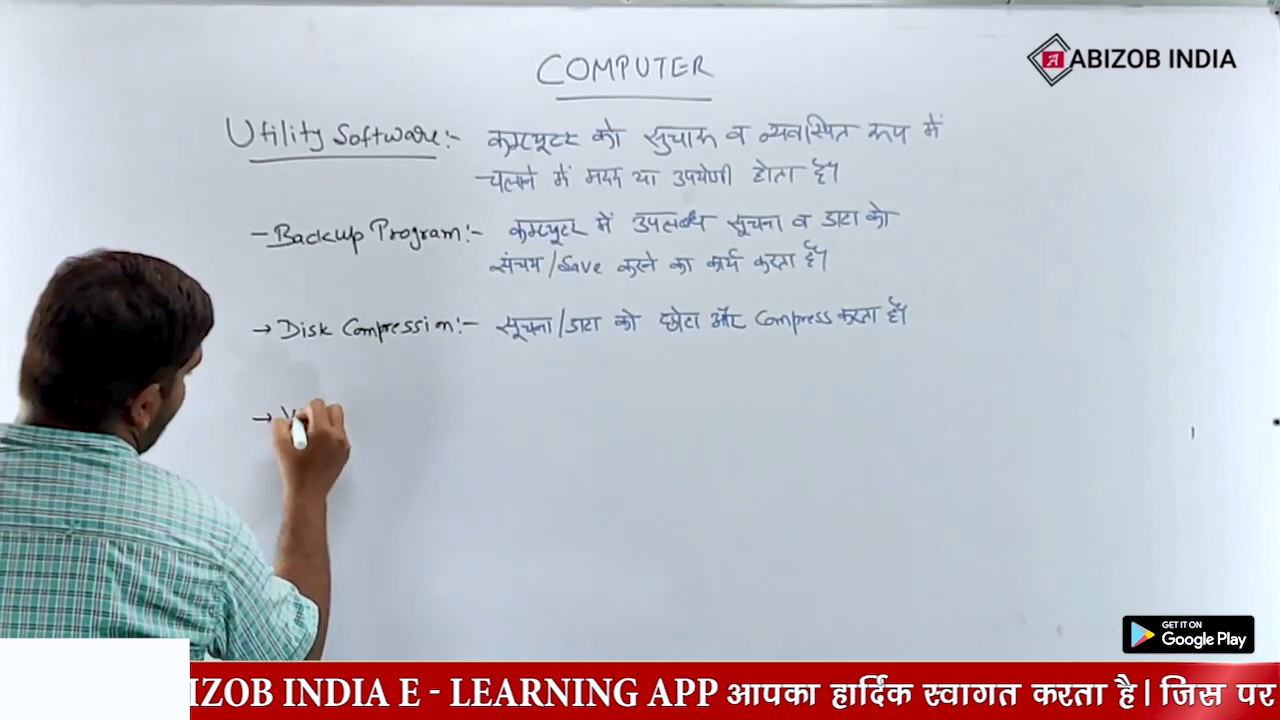 COMPUTER
ABIZOB INDIA
Utility Software:- कम्प्यूटर को सुचारू व व्यवस्थित रूप में
चलाने में मदद या उपयोगी होता है।
- Backup Program:- कम्प्यूटर में उपलब्ध सूचना व डाटा को
संचय/Save करने का कार्य करता है।
→ Disk Compression:- सूचना/डाटा को छोटा और Compress करता है।
→ V
GET IT ON
Google Play
IZOB INDIA E - LEARNING APP आपका हार्दिक स्वागत करता है। जिस पर